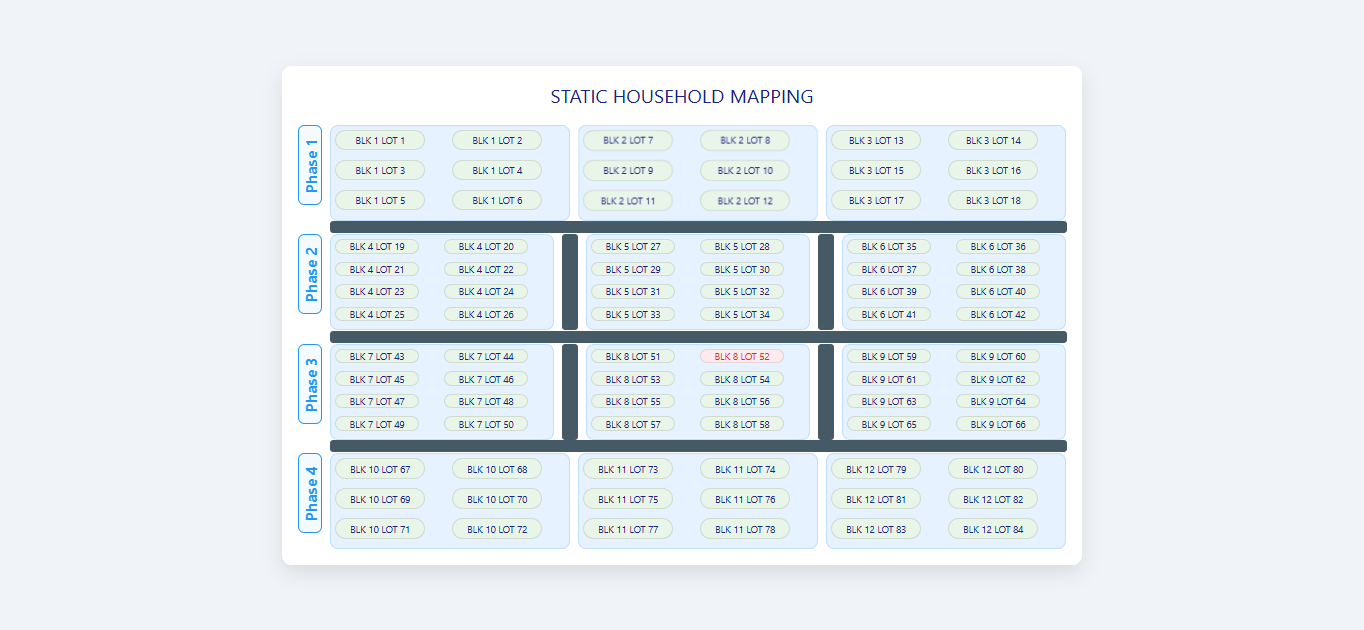 STATIC HOUSEHOLD MAPPING
Phase 1
BLK 1 LOT 1 BLK 1 LOT 2 BLK 2 LOT 7 BLK 2 LOT 8 BLK 3 LOT 13 BLK 3 LOT 14
BLK 1 LOT 3 BLK 1 LOT 4 BLK 2 LOT 9 BLK 2 LOT 10 BLK 3 LOT 15 BLK 3 LOT 16
BLK 1 LOT 5 BLK 1 LOT 6 BLK 2 LOT 11 BLK 2 LOT 12 BLK 3 LOT 17 BLK 3 LOT 18
Phase 2
BLK 4 LOT 19 BLK 4 LOT 20 BLK 5 LOT 27 BLK 5 LOT 28 BLK 6 LOT 35 BLK 6 LOT 36
BLK 4 LOT 21 BLK 4 LOT 22 BLK 5 LOT 29 BLK 5 LOT 30 BLK 6 LOT 37 BLK 6 LOT 38
BLK 4 LOT 23 BLK 4 LOT 24 BLK 5 LOT 31 BLK 5 LOT 32 BLK 6 LOT 39 BLK 6 LOT 40
BLK 4 LOT 25 BLK 4 LOT 26 BLK 5 LOT 33 BLK 5 LOT 34 BLK 6 LOT 41 BLK 6 LOT 42
Phase 3
BLK 7 LOT 43 BLK 7 LOT 44 BLK 8 LOT 51 BLK 8 LOT 52 BLK 9 LOT 59 BLK 9 LOT 60
BLK 7 LOT 45 BLK 7 LOT 46 BLK 8 LOT 53 BLK 8 LOT 54 BLK 9 LOT 61 BLK 9 LOT 62
BLK 7 LOT 47 BLK 7 LOT 48 BLK 8 LOT 55 BLK 8 LOT 56 BLK 9 LOT 63 BLK 9 LOT 64
BLK 7 LOT 49 BLK 7 LOT 50 BLK 8 LOT 57 BLK 8 LOT 58 BLK 9 LOT 65 BLK 9 LOT 66
Phase 4
BLK 10 LOT 67 BLK 10 LOT 68 BLK 11 LOT 73 BLK 11 LOT 74 BLK 12 LOT 79 BLK 12 LOT 80
BLK 10 LOT 69 BLK 10 LOT 70 BLK 11 LOT 75 BLK 11 LOT 76 BLK 12 LOT 81 BLK 12 LOT 82
BLK 10 LOT 71 BLK 10 LOT 72 BLK 11 LOT 77 BLK 11 LOT 78 BLK 12 LOT 83 BLK 12 LOT 84